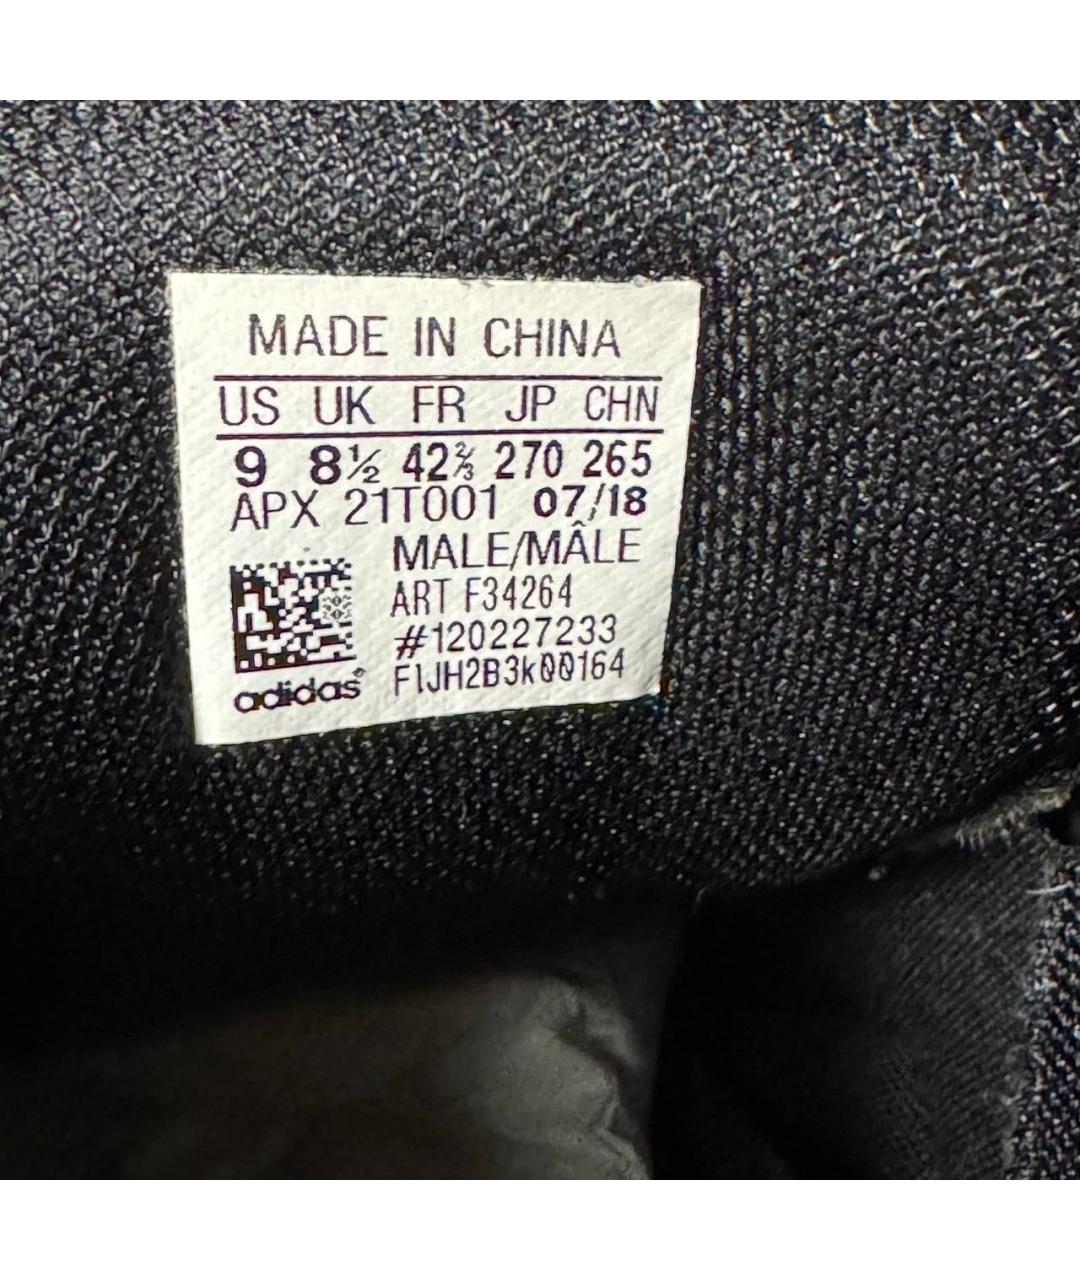 MADE IN CHINA
US UK FR JP CHN
9 8½ 42⅔ 270 265
APX 21T001 07/18
MALE/MÂLE
ART F34264
#120227233
F1JH2B3k00164
adidas®